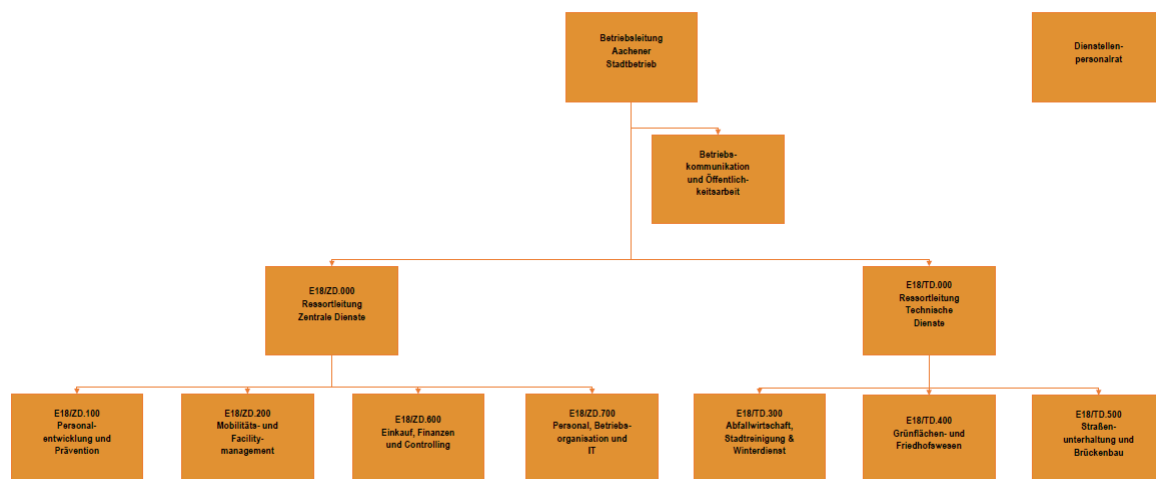 Betriebsleitung
Aachener
Stadtbetrieb
Dienstellen-
personalrat
Betriebs-
kommunikation
und Öffentlich-
keitsarbeit
E18/ZD.000
Ressortleitung
Zentrale Dienste
E18/TD.000
Ressortleitung
Technische
Dienste
E18/ZD.100
Personal-
entwicklung und
Prävention
E18/ZD.200
Mobilitäts- und
Facility-
management
E18/ZD.600
Einkauf, Finanzen
und Controlling
E18/ZD.700
Personal, Betriebs-
organisation und
IT
E18/TD.300
Abfallwirtschaft,
Stadtreinigung &
Winterdienst
E18/TD.400
Grünflächen- und
Friedhofswesen
E18/TD.500
Straßen-
unterhaltung und
Brückenbau